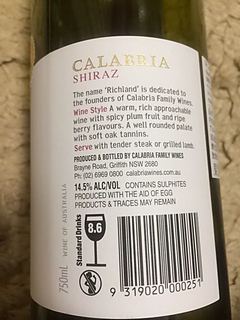 CALABRIA
SHIRAZ
The name 'Richland' is dedicated to
the founders of Calabria Family Wines.
Wine Style A warm, rich approachable
wine with spicy plum fruit and ripe
berry flavours. A well rounded palate
with soft oak tannins.
Serve with tender steak or grilled lamb.
PRODUCED & BOTTLED BY CALABRIA FAMILY WINES
Brayne Road, Griffith NSW 2680
Ph: (02) 6969 0800 calabriawines.com.au
14.5% ALC/VOL CONTAINS SULPHITES
PRODUCED WITH THE AID OF EGG
PRODUCTS & TRACES MAY REMAIN
750mL WINE OF AUSTRALIA
Standard Drinks
8.6
9 319020 000251